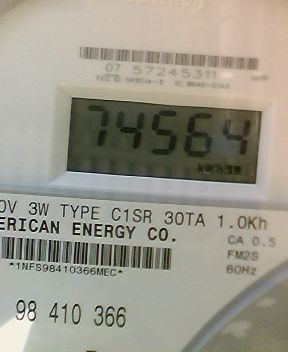 07 57245311
74564
0V 3W TYPE C1SR 30TA 1.0Kh
ERICAN ENERGY CO.
CA 0.5
*1NFS98410366MEC*
FM2S
60Hz
98 410 366